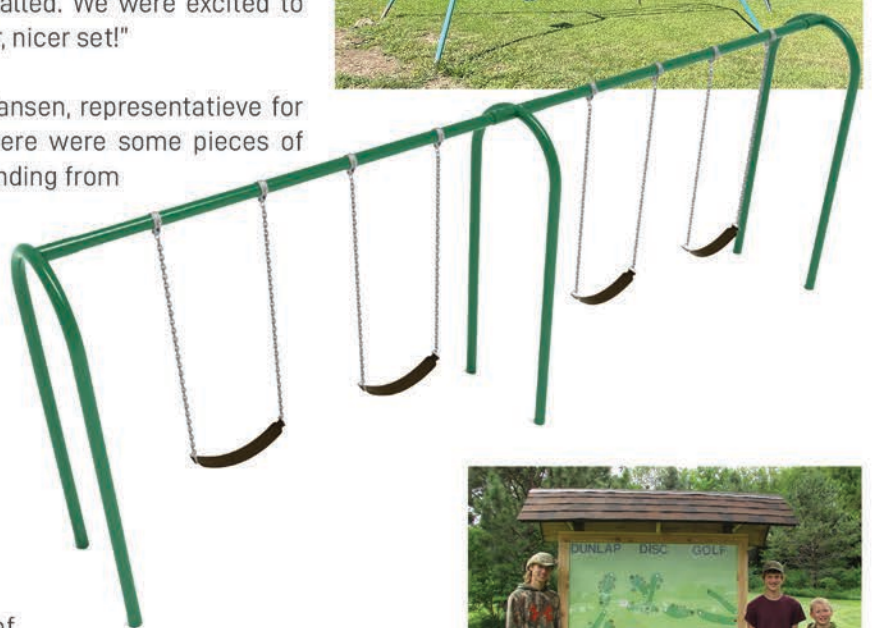 alled. We were excited to
, nicer set!"
ansen, representatieve for
ere were some pieces of
nding from
of
DUNLAP DISC GOLF